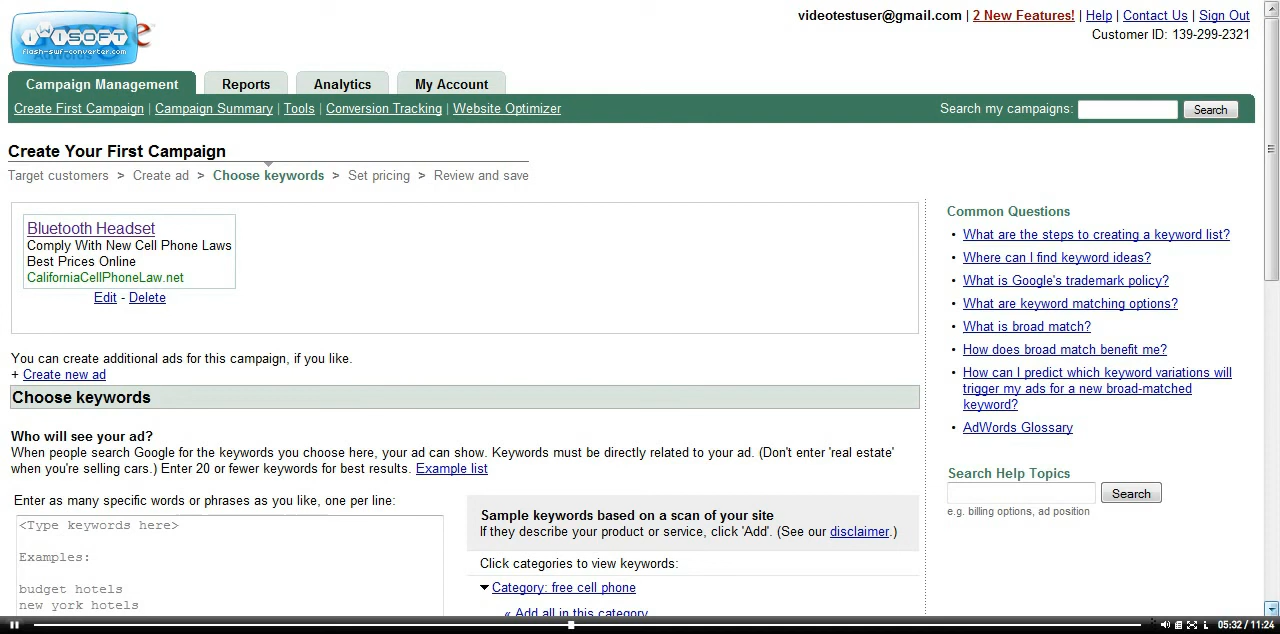 iWiSOFT
flash-swf-converter.com
videotestuser@gmail.com | 2 New Features! | Help | Contact Us | Sign Out
Customer ID: 139-299-2321
Campaign Management
Reports
Analytics
My Account
Create First Campaign | Campaign Summary | Tools | Conversion Tracking | Website Optimizer
Search my campaigns:
Search
Create Your First Campaign
Target customers > Create ad > Choose keywords > Set pricing > Review and save
Bluetooth Headset
Comply With New Cell Phone Laws
Best Prices Online
CaliforniaCellPhoneLaw.net
Edit - Delete
You can create additional ads for this campaign, if you like.
+ Create new ad
Choose keywords
Who will see your ad?
When people search Google for the keywords you choose here, your ad can show. Keywords must be directly related to your ad. (Don't enter 'real estate'
when you're selling cars.) Enter 20 or fewer keywords for best results. Example list
Enter as many specific words or phrases as you like, one per line:
<Type keywords here>
Examples:
budget hotels
new york hotels
Sample keywords based on a scan of your site
If they describe your product or service, click 'Add'. (See our disclaimer.)
Click categories to view keywords:
Category: free cell phone
« Add all in this category
Common Questions
• What are the steps to creating a keyword list?
• Where can I find keyword ideas?
• What is Google's trademark policy?
• What are keyword matching options?
• What is broad match?
• How does broad match benefit me?
• How can I predict which keyword variations will
trigger my ads for a new broad-matched
keyword?
• AdWords Glossary
Search Help Topics
Search
e.g. billing options, ad position
05:32 / 11:24